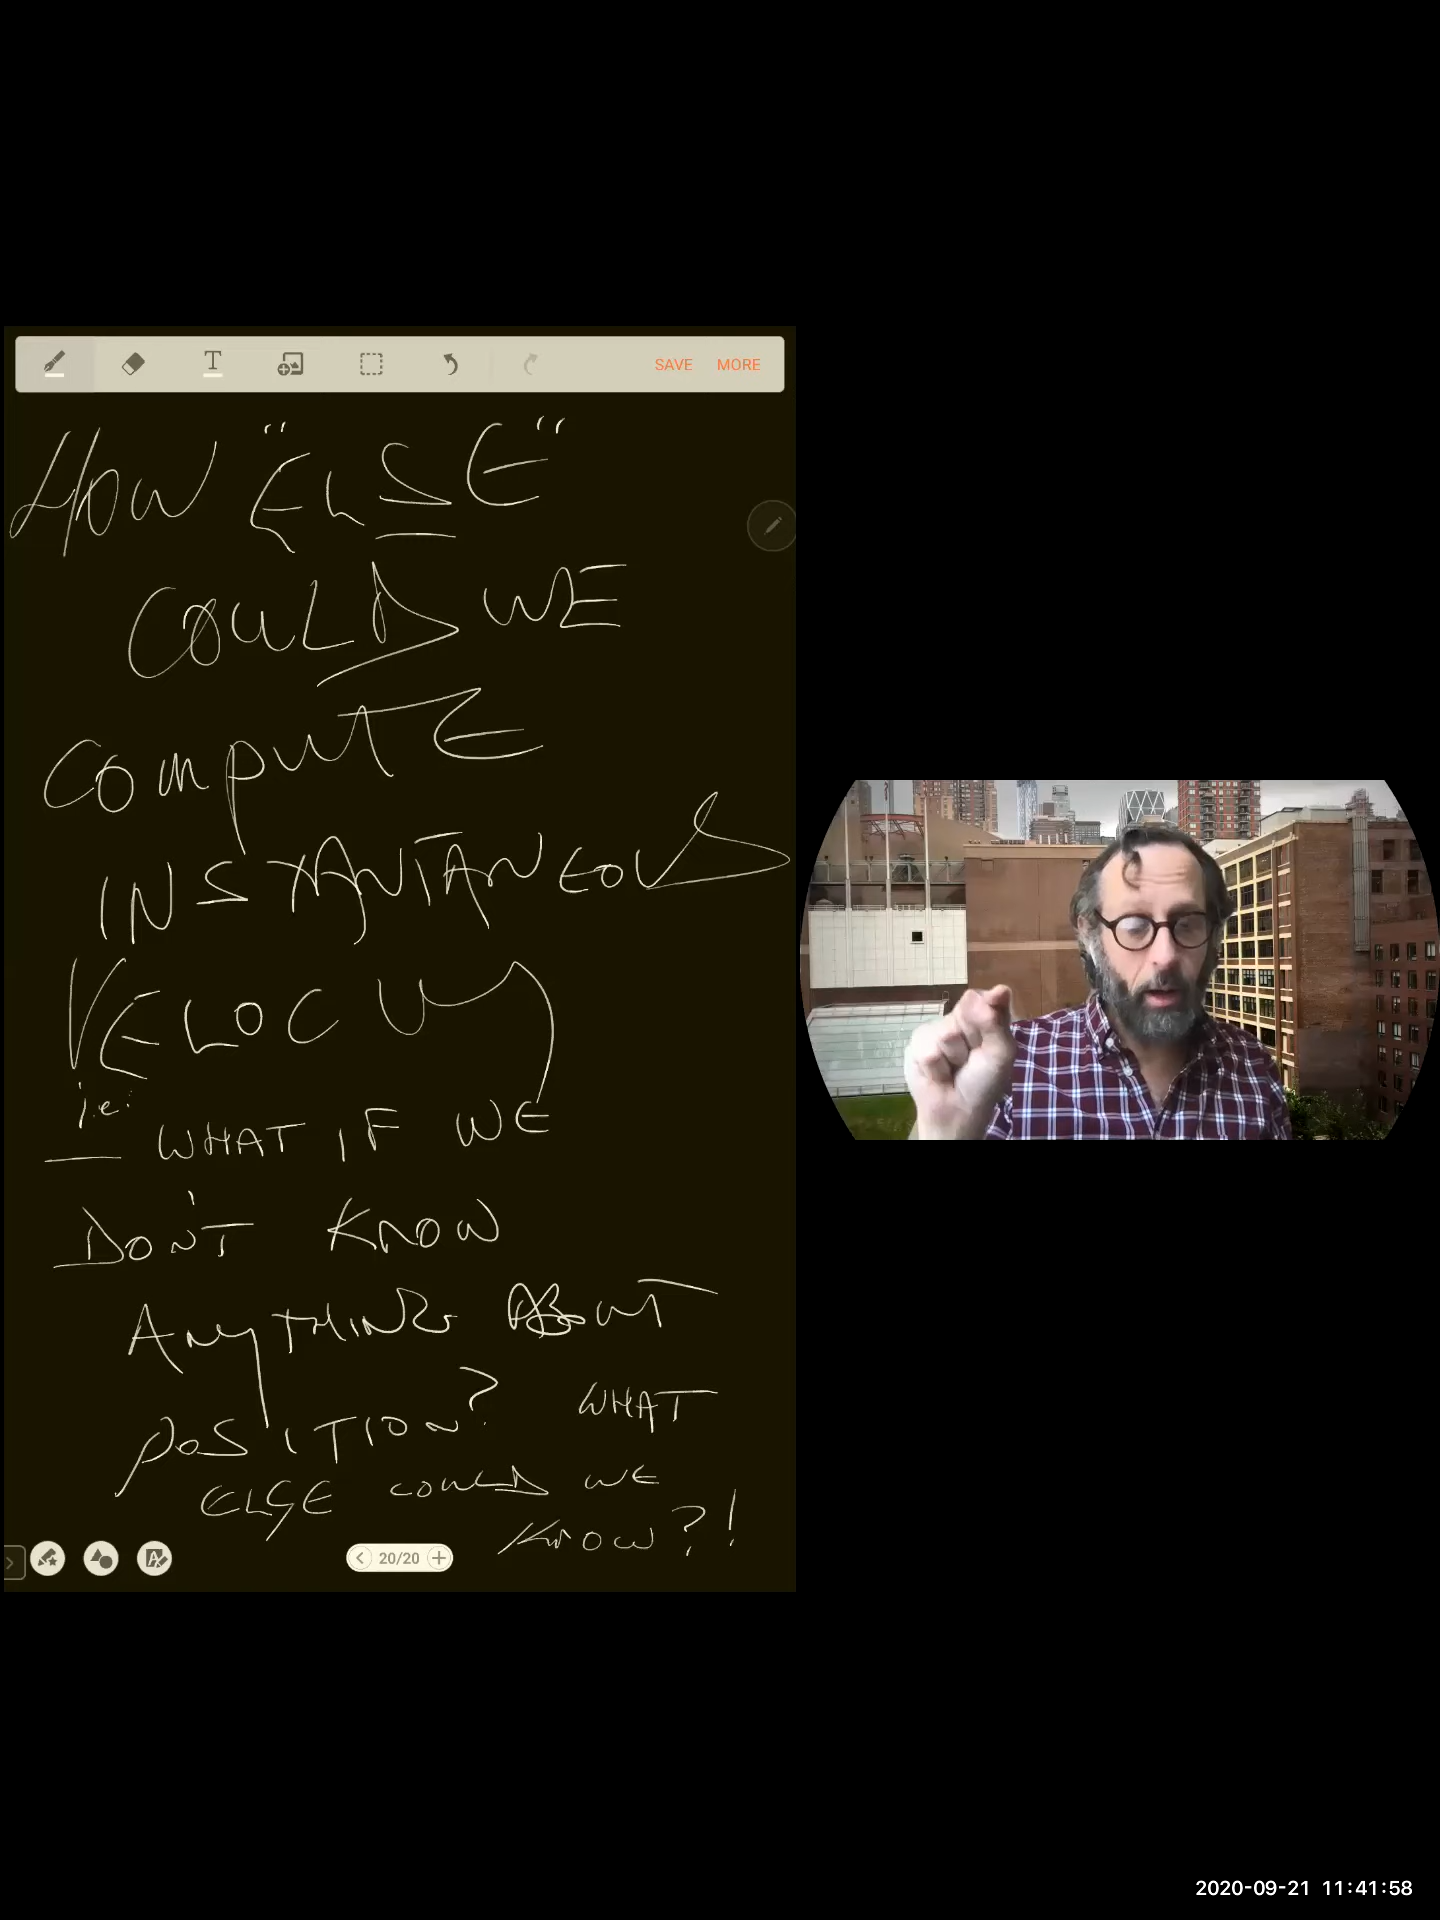 T
SAVE MORE
HOW "ELSE"
COULD WE
COMPUTE
INSTANTANEOUS
VELOCITY
i.e. WHAT IF WE
DON'T KNOW
ANYTHING ABOUT
POSITION? WHAT
ELSE COULD WE
KNOW?!
20/20
2020-09-21 11:41:58